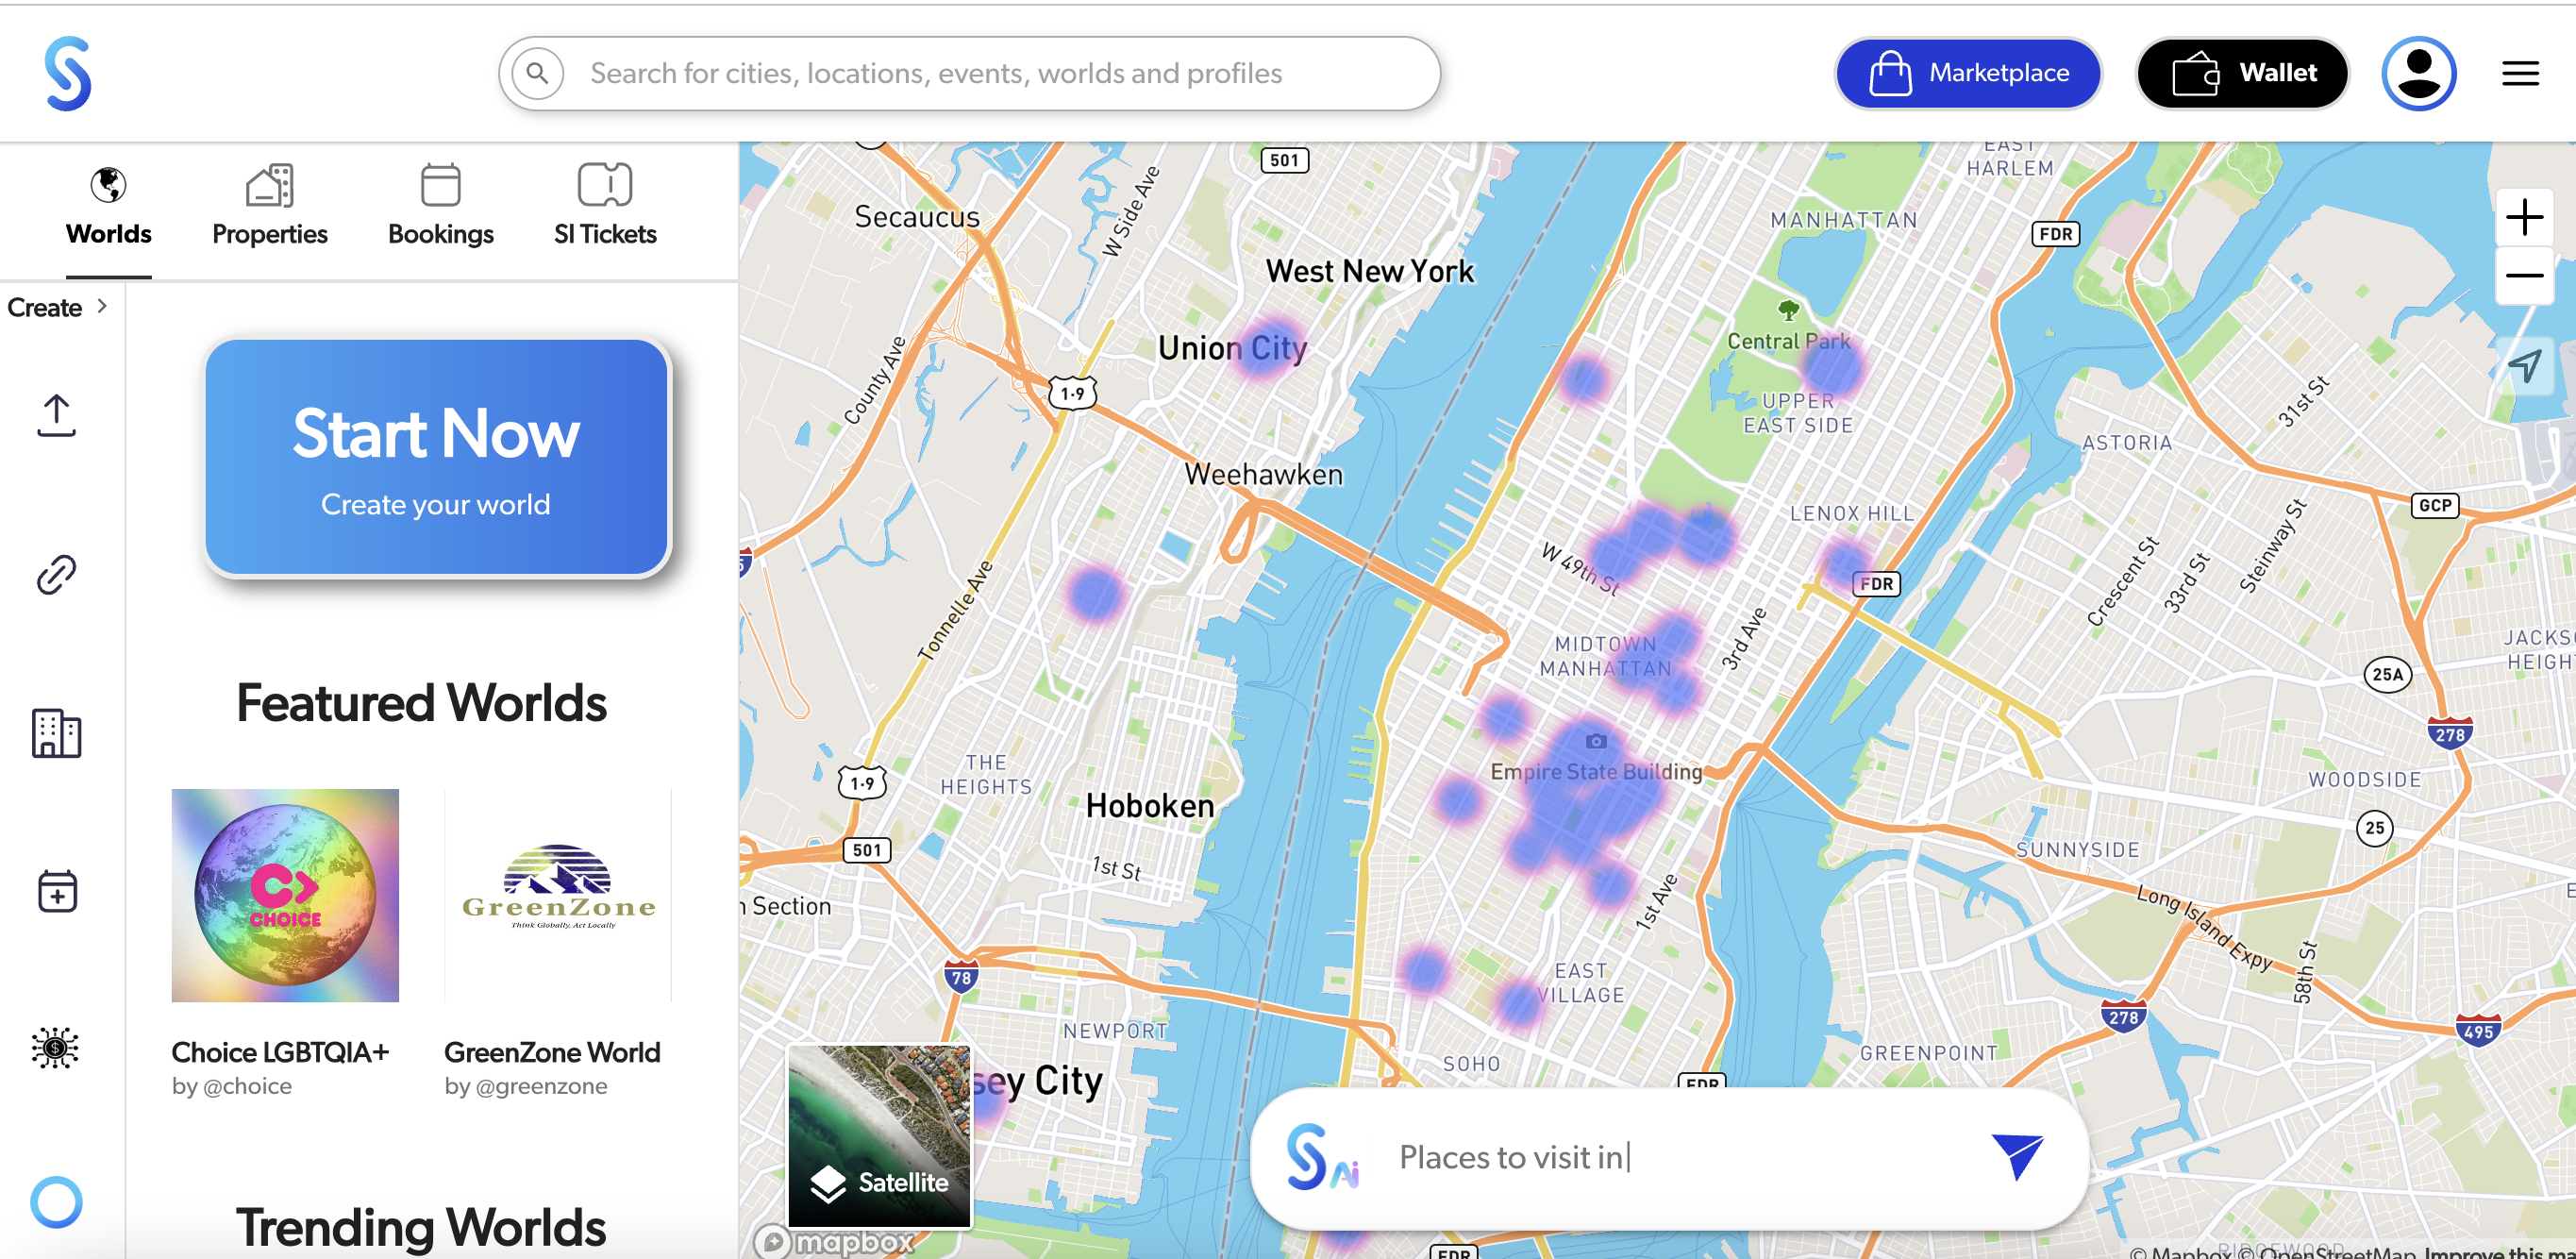 Search for cities, locations, events, worlds and profiles
Marketplace
Wallet
Worlds
Properties
Bookings
SI Tickets
Create
Start Now
Create your world
Featured Worlds
CHOICE
GreenZone
Think Globally, Act Locally
Choice LGBTQIA+
by @choice
GreenZone World
by @greenzone
Trending Worlds
501
Secaucus
W Side Ave
West New York
Union City
County Ave
1-9
Weehawken
Tonnelle Ave
THE
HEIGHTS
1-9
Hoboken
501
1st St
n Section
78
NEWPORT
sey City
Satellite
mapbox
EAST
HARLEM
MANHATTAN
FDR
Central Park
UPPER
EAST SIDE
31st St
ASTORIA
GCP
LENOX HILL
W 49th St
FDR
Crescent St
33rd St
Steinway St
MIDTOWN
MANHATTAN
3rd Ave
JACKS
HEIGH
25A
278
Empire State Building
WOODSIDE
25
SUNNYSIDE
1st Ave
Long Island Expy
58th St
EAST
VILLAGE
278
495
SOHO
GREENPOINT
FDR
S Ai
Places to visit in
FDR
RIDGEWOOD
© Mapbox © OpenStreetMap Improve this